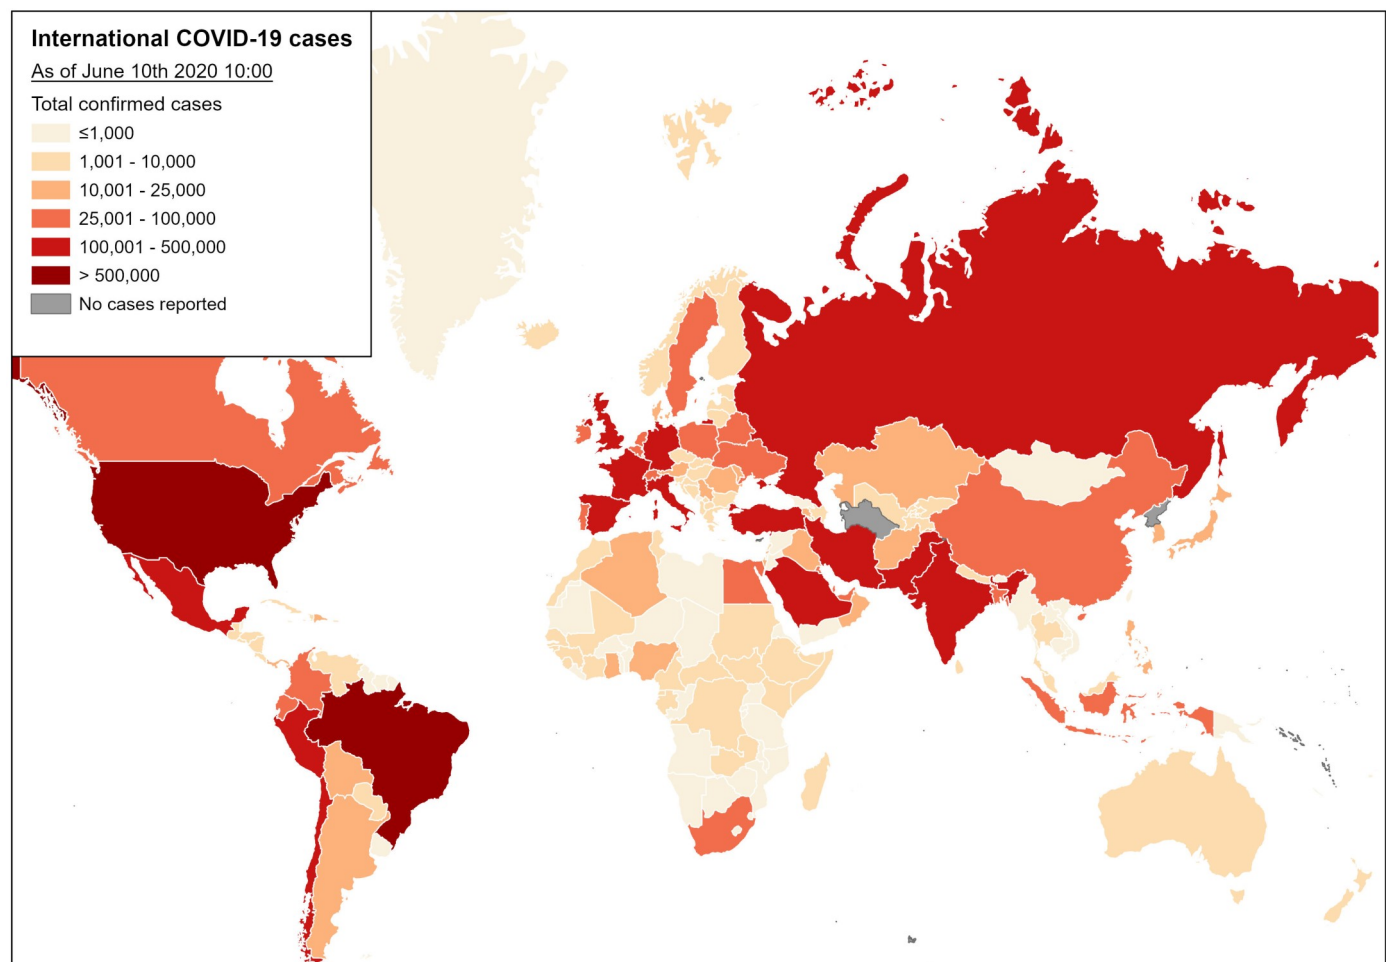 International COVID-19 cases
As of June 10th 2020 10:00
Total confirmed cases
≤1,000
1,001 - 10,000
10,001 - 25,000
25,001 - 100,000
100,001 - 500,000
> 500,000
No cases reported